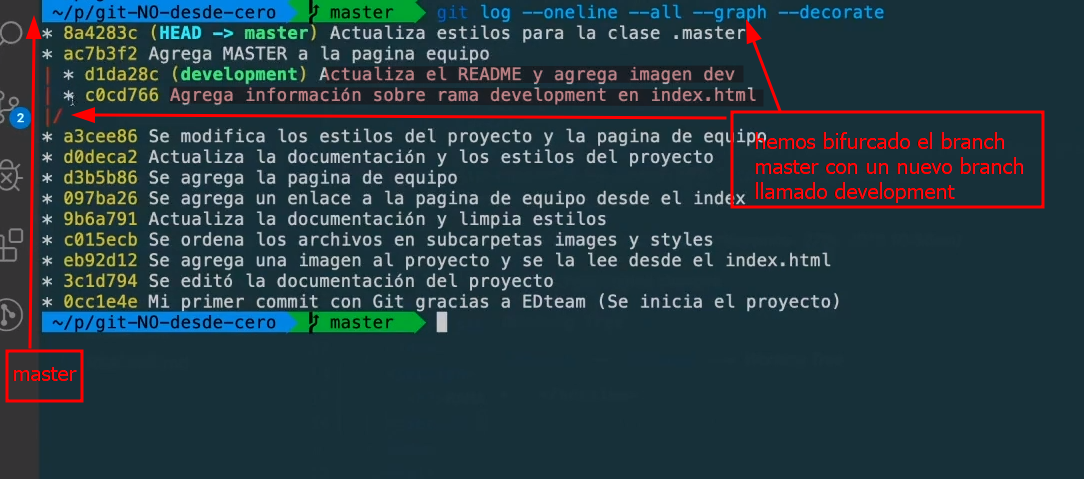 ~/p/git-NO-desde-cero master git log --oneline --all --graph --decorate
* 8a4283c (HEAD -> master) Actualiza estilos para la clase .master
* ac7b3f2 Agrega MASTER a la pagina equipo
| * d1da28c (development) Actualiza el README y agrega imagen dev
| * c0cd766 Agrega información sobre rama development en index.html
|/
* a3cee86 Se modifica los estilos del proyecto y la pagina de equipo
* d0deca2 Actualiza la documentación y los estilos del proyecto
* d3b5b86 Se agrega la pagina de equipo
* 097ba26 Se agrega un enlace a la pagina de equipo desde el index
* 9b6a791 Actualiza la documentación y limpia estilos
* c015ecb Se ordena los archivos en subcarpetas images y styles
* eb92d12 Se agrega una imagen al proyecto y se la lee desde el index.html
* 3c1d794 Se editó la documentación del proyecto
* 0cc1e4e Mi primer commit con Git gracias a EDteam (Se inicia el proyecto)
~/p/git-NO-desde-cero master
2
hemos bifurcado el branch
master con un nuevo branch
llamado development
master